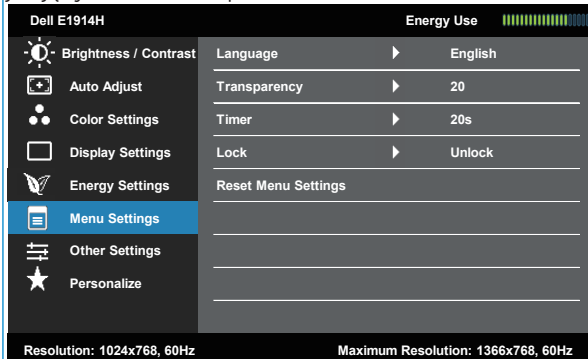 Dell E1914H Energy Use
Brightness / Contrast Language English
Auto Adjust Transparency 20
Color Settings Timer 20s
Display Settings Lock Unlock
Energy Settings Reset Menu Settings
Menu Settings
Other Settings
Personalize
Resolution: 1024x768, 60Hz Maximum Resolution: 1366x768, 60Hz